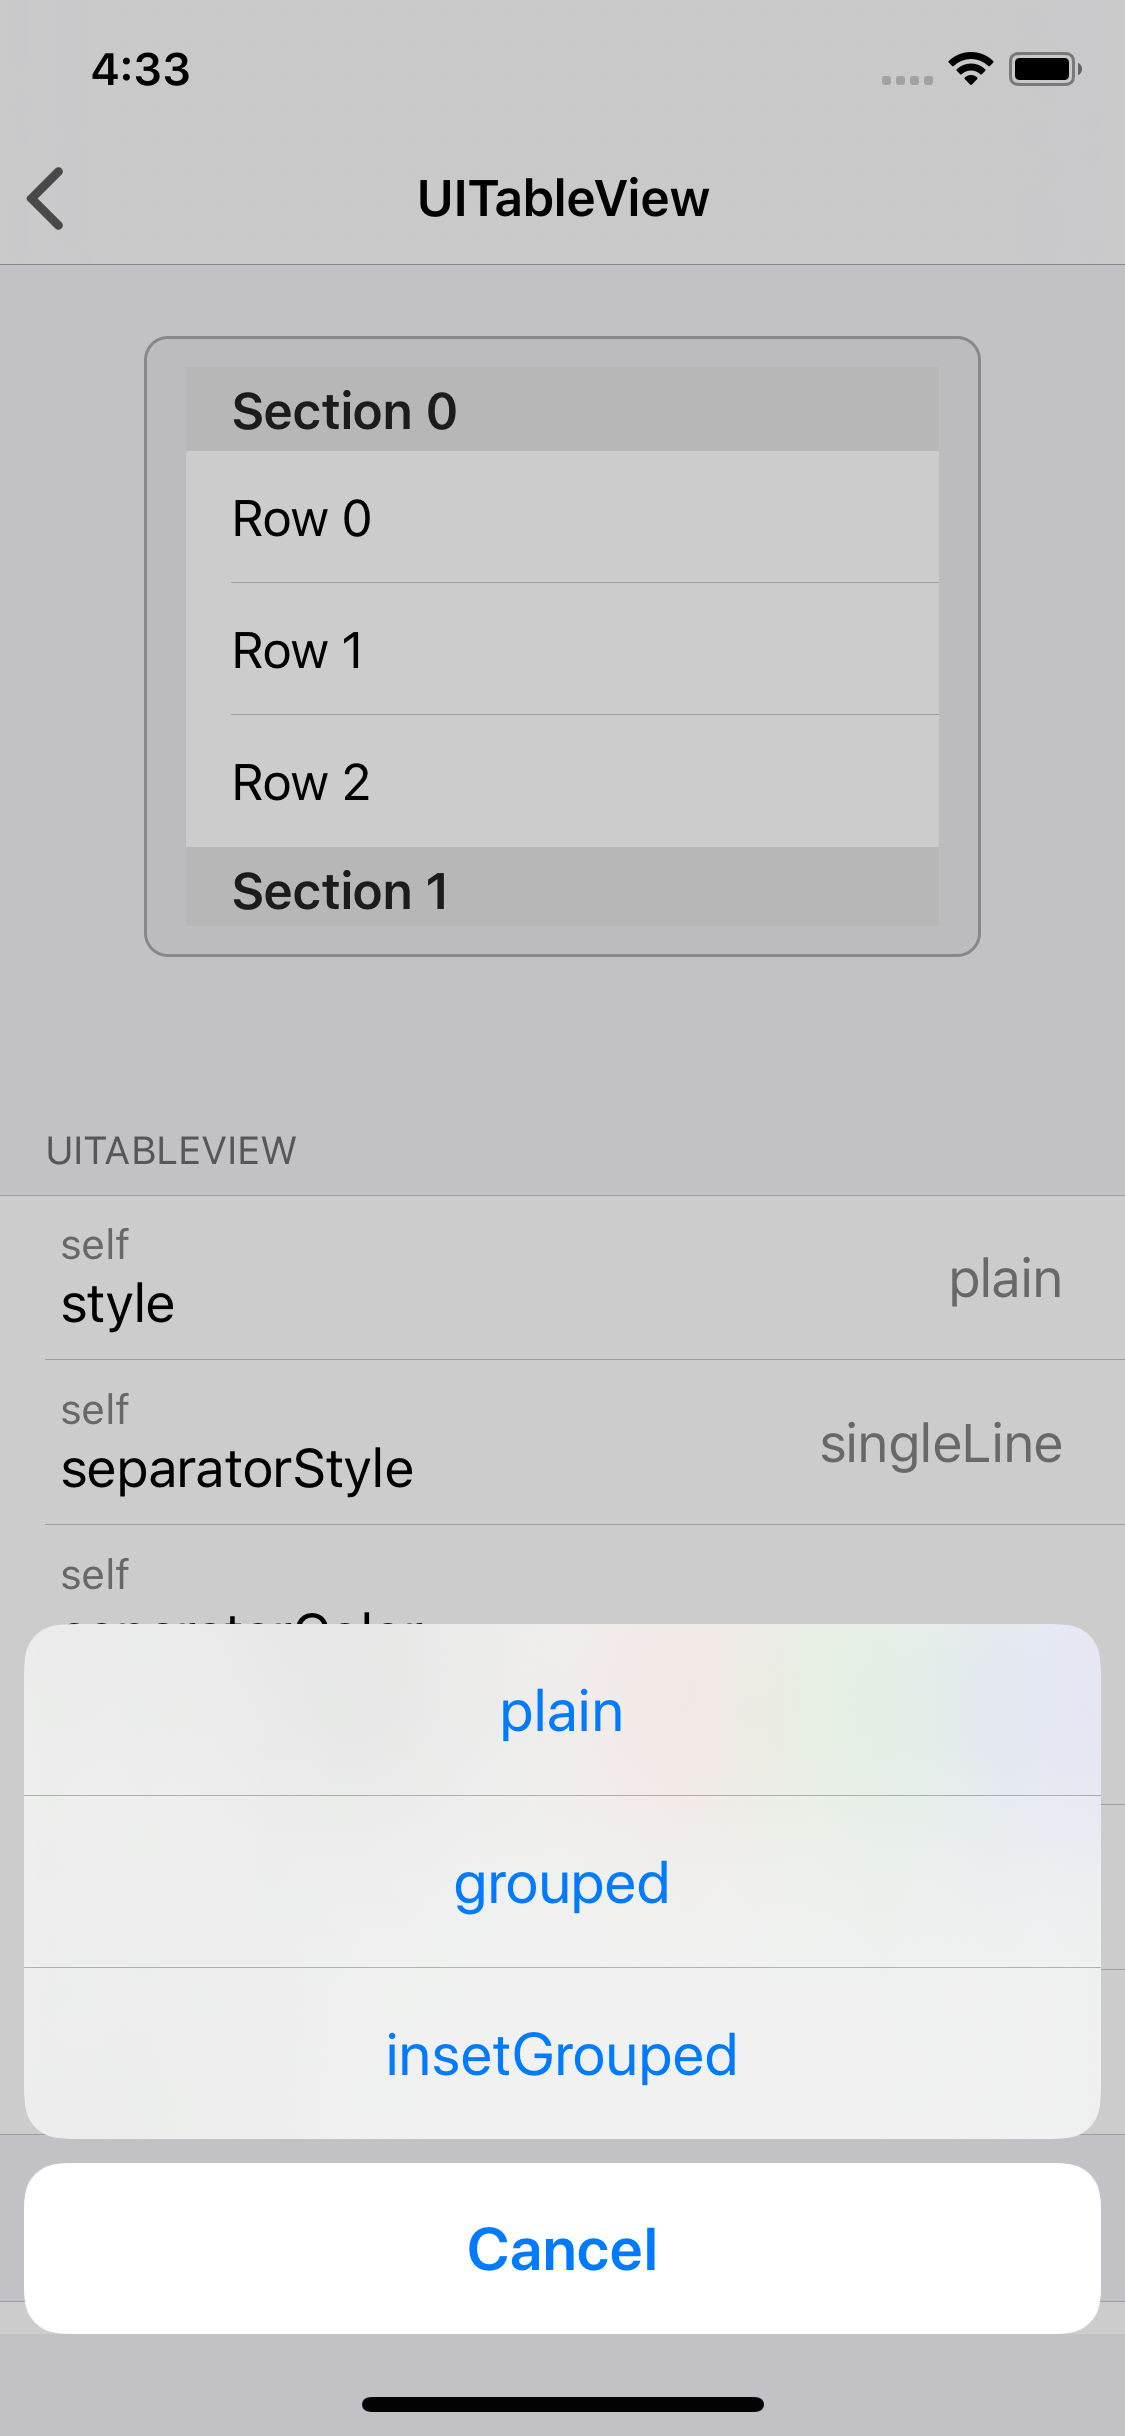 4:33
UITableView
Section 0
Row 0
Row 1
Row 2
Section 1
UITABLEVIEW
self
style
plain
self
separatorStyle
singleLine
self
separatorColor
plain
grouped
insetGrouped
Cancel